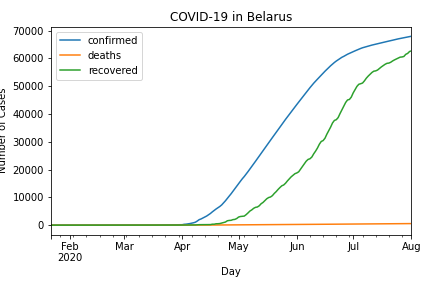 COVID-19 in Belarus
70000
60000
50000
40000
30000
20000
10000
0
Number of Cases
confirmed
deaths
recovered
Feb Mar Apr May Jun Jul Aug
2020
Day